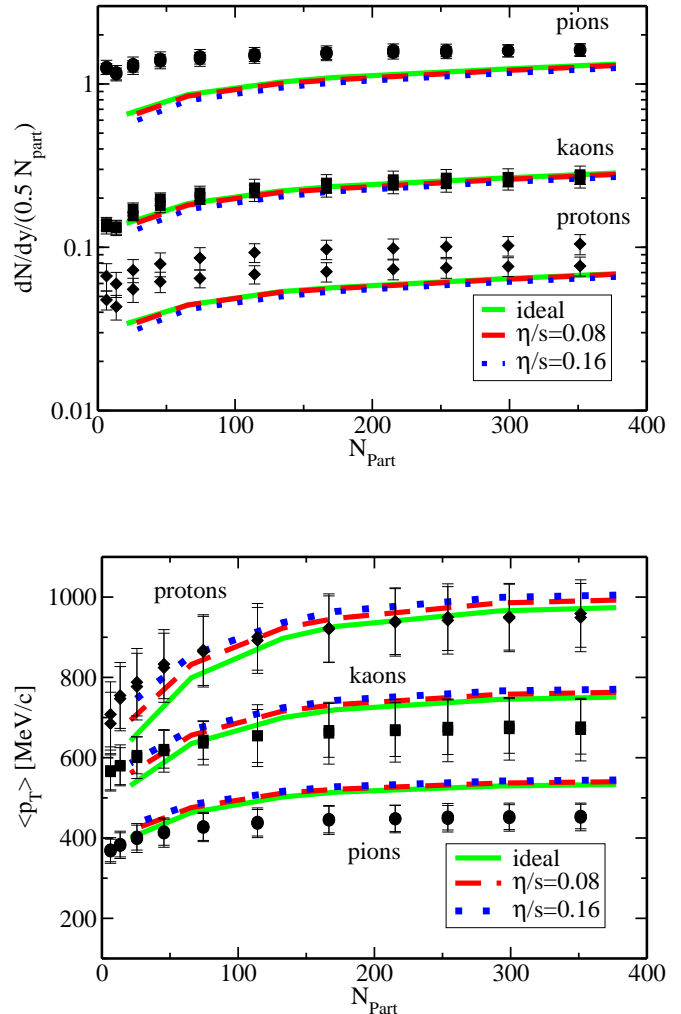 pions
1
kaons
dN/dy/(0.5 N_part)
0.1
protons
ideal
η/s=0.08
η/s=0.16
0.01
0 100 200 300 400
N_Part
protons
1000
kaons
800
<p_T> [MeV/c]
600
400
pions
ideal
η/s=0.08
200
η/s=0.16
0 100 200 300 400
N_Part